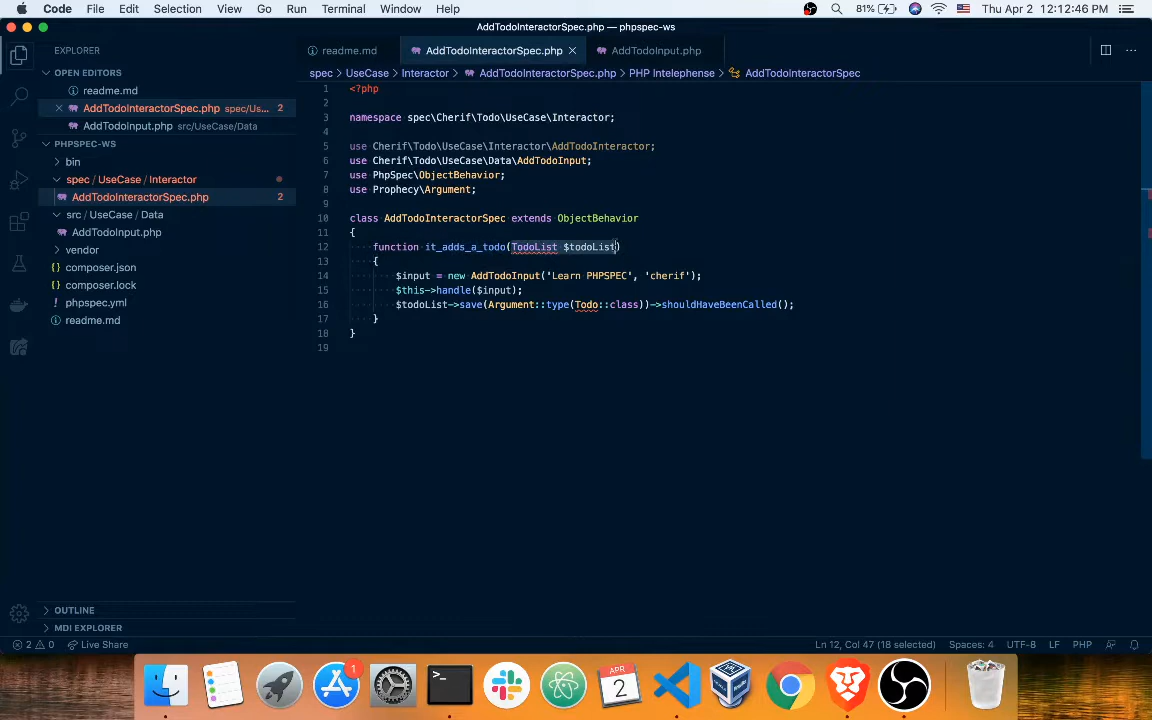 Code File Edit Selection View Go Run Terminal Window Help 81% Thu Apr 2 12:12:46 PM
AddTodoInteractorSpec.php — phpspec-ws
EXPLORER
OPEN EDITORS
readme.md
AddTodoInteractorSpec.php spec/Us... 2
AddTodoInput.php src/UseCase/Data
PHPSPEC-WS
bin
spec / UseCase / Interactor
AddTodoInteractorSpec.php 2
src / UseCase / Data
AddTodoInput.php
vendor
composer.json
composer.lock
phpspec.yml
readme.md
OUTLINE
MDI EXPLORER
readme.md AddTodoInteractorSpec.php AddTodoInput.php
spec > UseCase > Interactor > AddTodoInteractorSpec.php > PHP Intelephense > AddTodoInteractorSpec
1 <?php
2
3 namespace spec\Cherif\Todo\UseCase\Interactor;
4
5 use Cherif\Todo\UseCase\Interactor\AddTodoInteractor;
6 use Cherif\Todo\UseCase\Data\AddTodoInput;
7 use PhpSpec\ObjectBehavior;
8 use Prophecy\Argument;
9
10 class AddTodoInteractorSpec extends ObjectBehavior
11 {
12 function it_adds_a_todo(TodoList $todoList)
13 {
14 $input = new AddTodoInput('Learn PHPSPEC', 'cherif');
15 $this->handle($input);
16 $todoList->save(Argument::type(Todo::class))->shouldHaveBeenCalled();
17 }
18 }
19
2 0 Live Share Ln 12, Col 47 (18 selected) Spaces: 4 UTF-8 LF PHP
1
APR
2